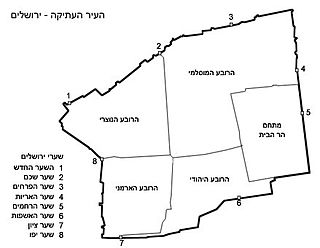 העיר העתיקה - ירושלים
3
2
הרובע המוסלמי
4
1
הרובע הנוצרי
5
מתחם
הר הבית
שערי ירושלים
1 השער החדש
2 שער שכם
3 שער הפרחים
4 שער האריות
5 שער הרחמים
6 שער האשפות
7 שער ציון
8 שער יפו
8
הרובע הארמני
הרובע היהודי
6
7